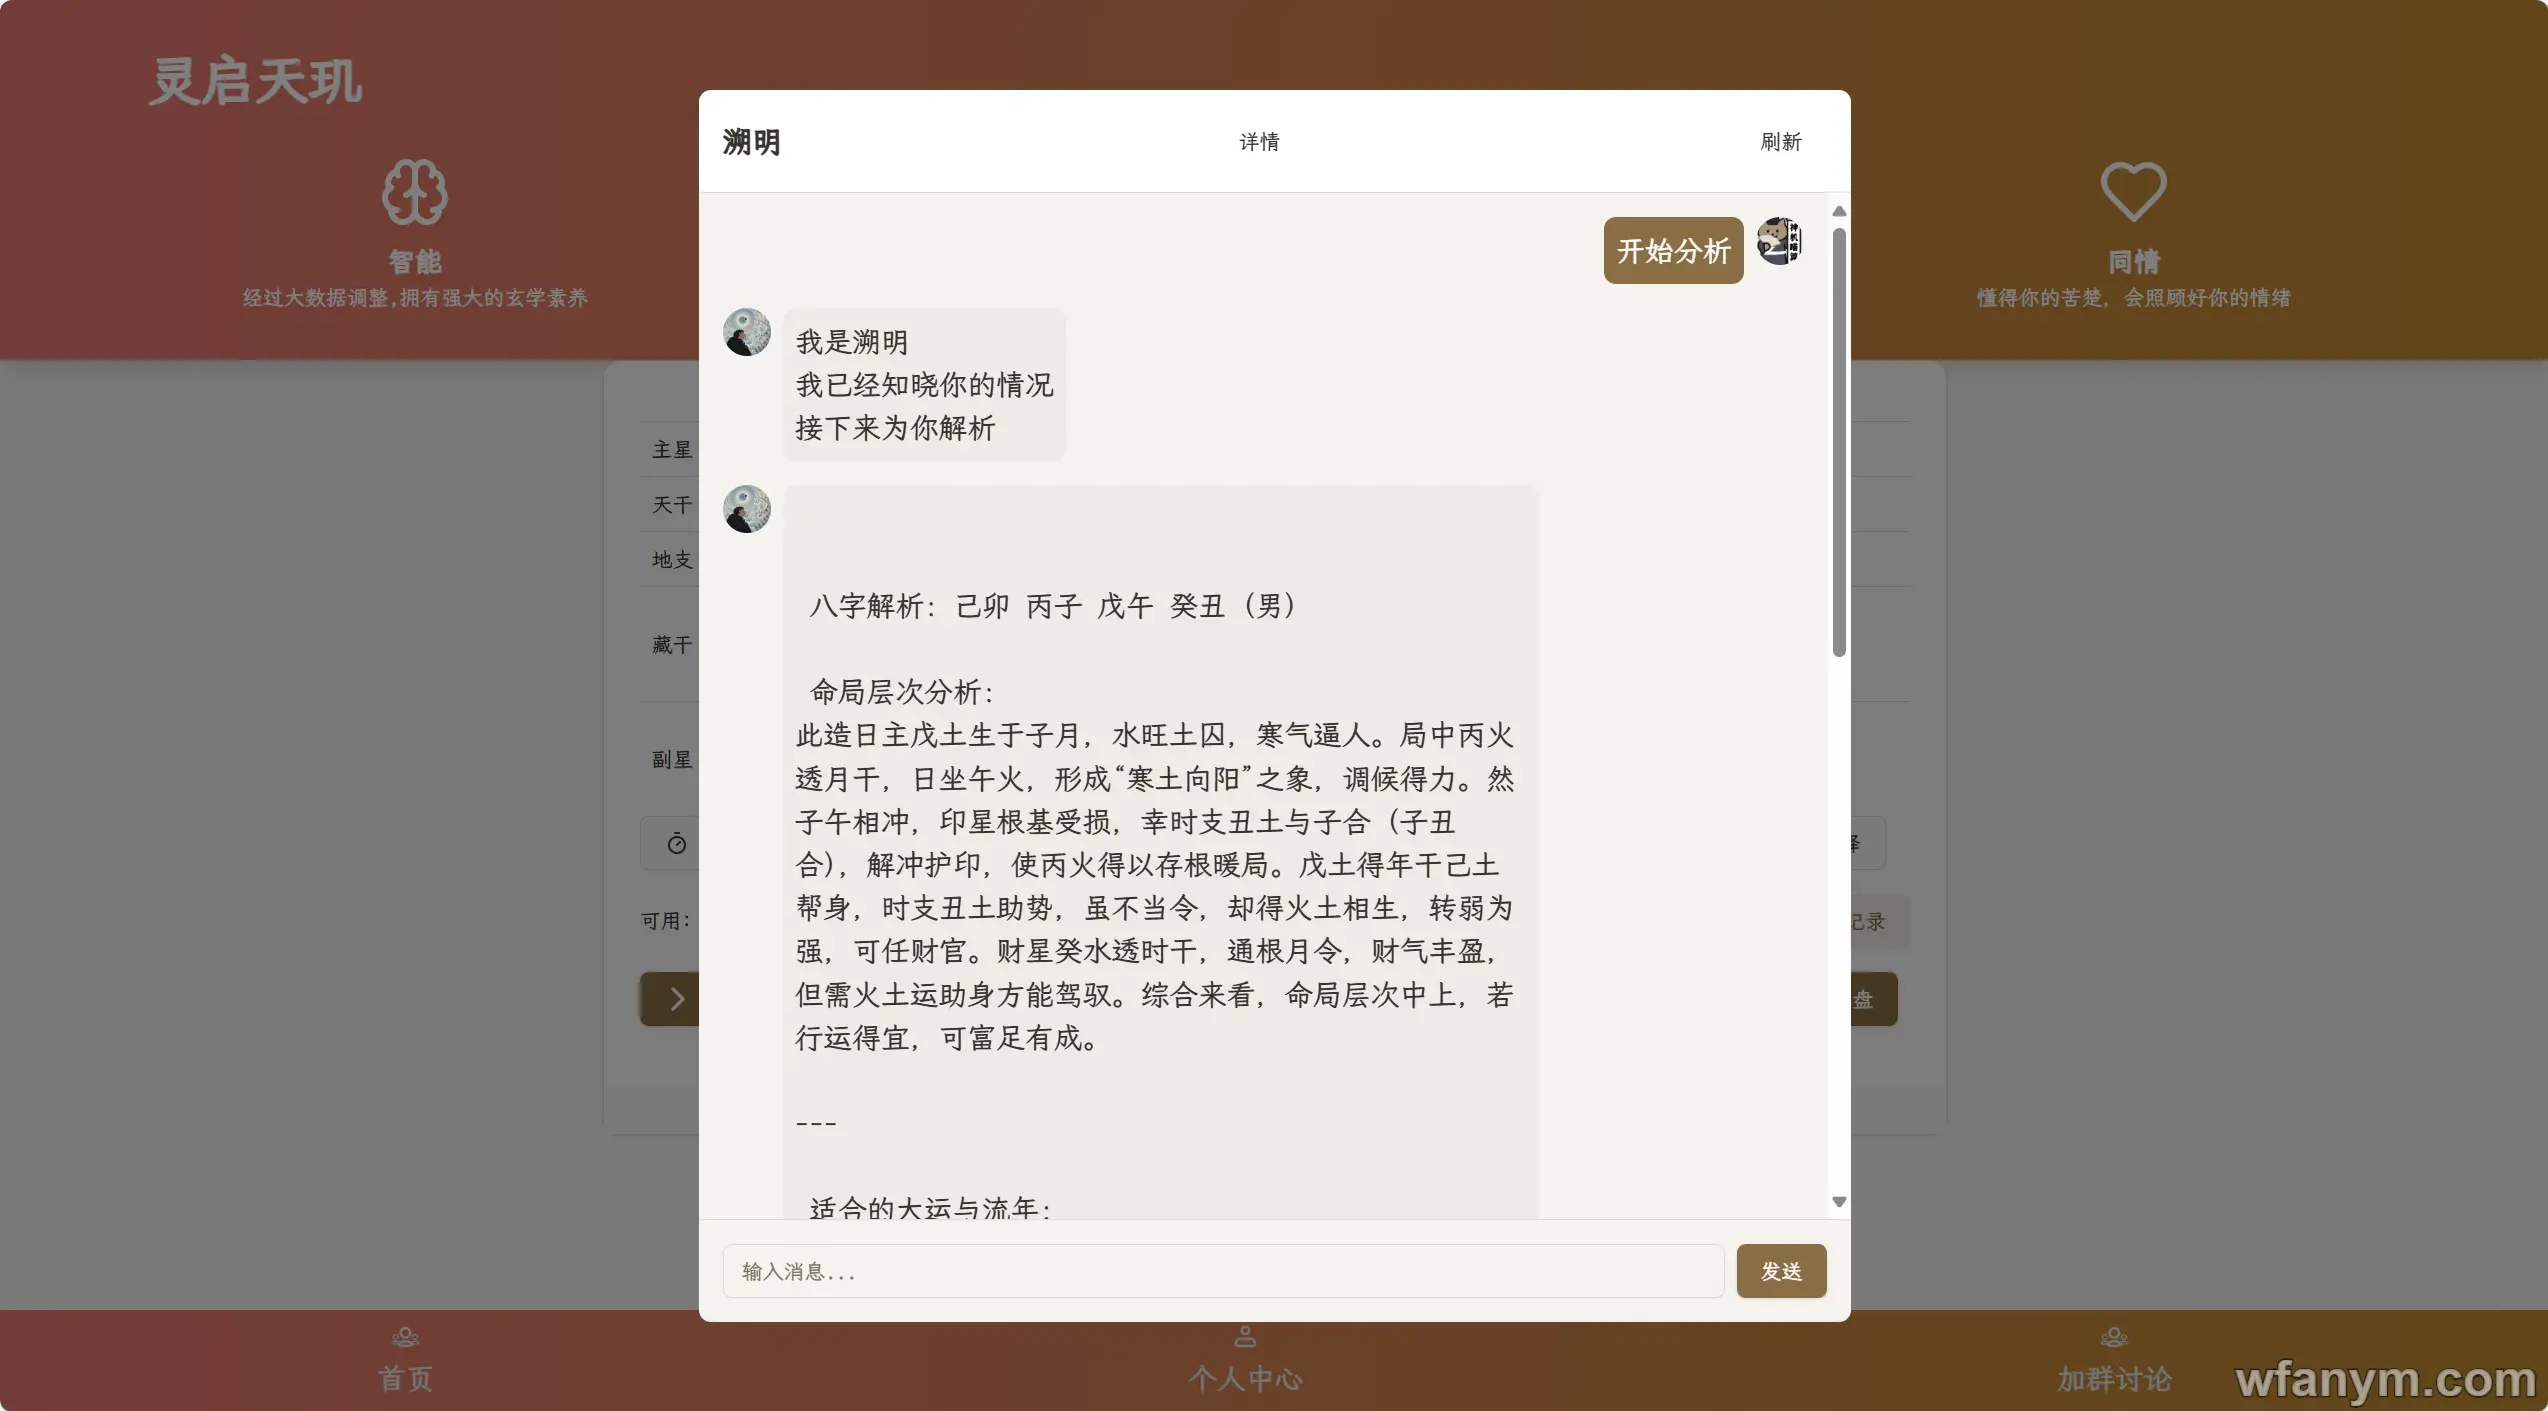 灵启天玑
智能
经过大数据调整,拥有强大的玄学素养
同情
懂得你的苦楚，会照顾好你的情绪
溯明
详情
刷新
开始分析
我是溯明
我已经知晓你的情况
接下来为你解析
八字解析：己卯 丙子 戊午 癸丑（男）
命局层次分析：
此造日主戊土生于子月，水旺土囚，寒气逼人。局中丙火
透月干，日坐午火，形成“寒土向阳”之象，调候得力。然
子午相冲，印星根基受损，幸时支丑土与子合（子丑
合），解冲护印，使丙火得以存根暖局。戊土得年干己土
帮身，时支丑土助势，虽不当令，却得火土相生，转弱为
强，可任财官。财星癸水透时干，通根月令，财气丰盈，
但需火土运助身方能驾驭。综合来看，命局层次中上，若
行运得宜，可富足有成。
---
适合的大运与流年：
主星
天干
地支
藏干
副星
可用：
记录
盘
输入消息...
发送
首页
个人中心
加群讨论
wfanym.com